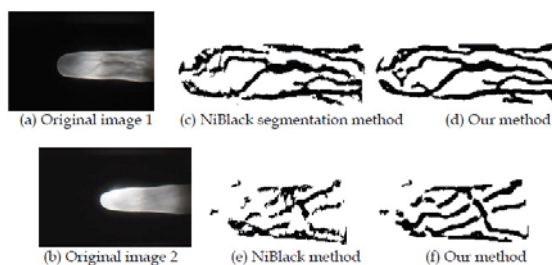 (a) Original image 1
(c) NiBlack segmentation method
(d) Our method
(b) Original image 2
(e) NiBlack method
(f) Our method